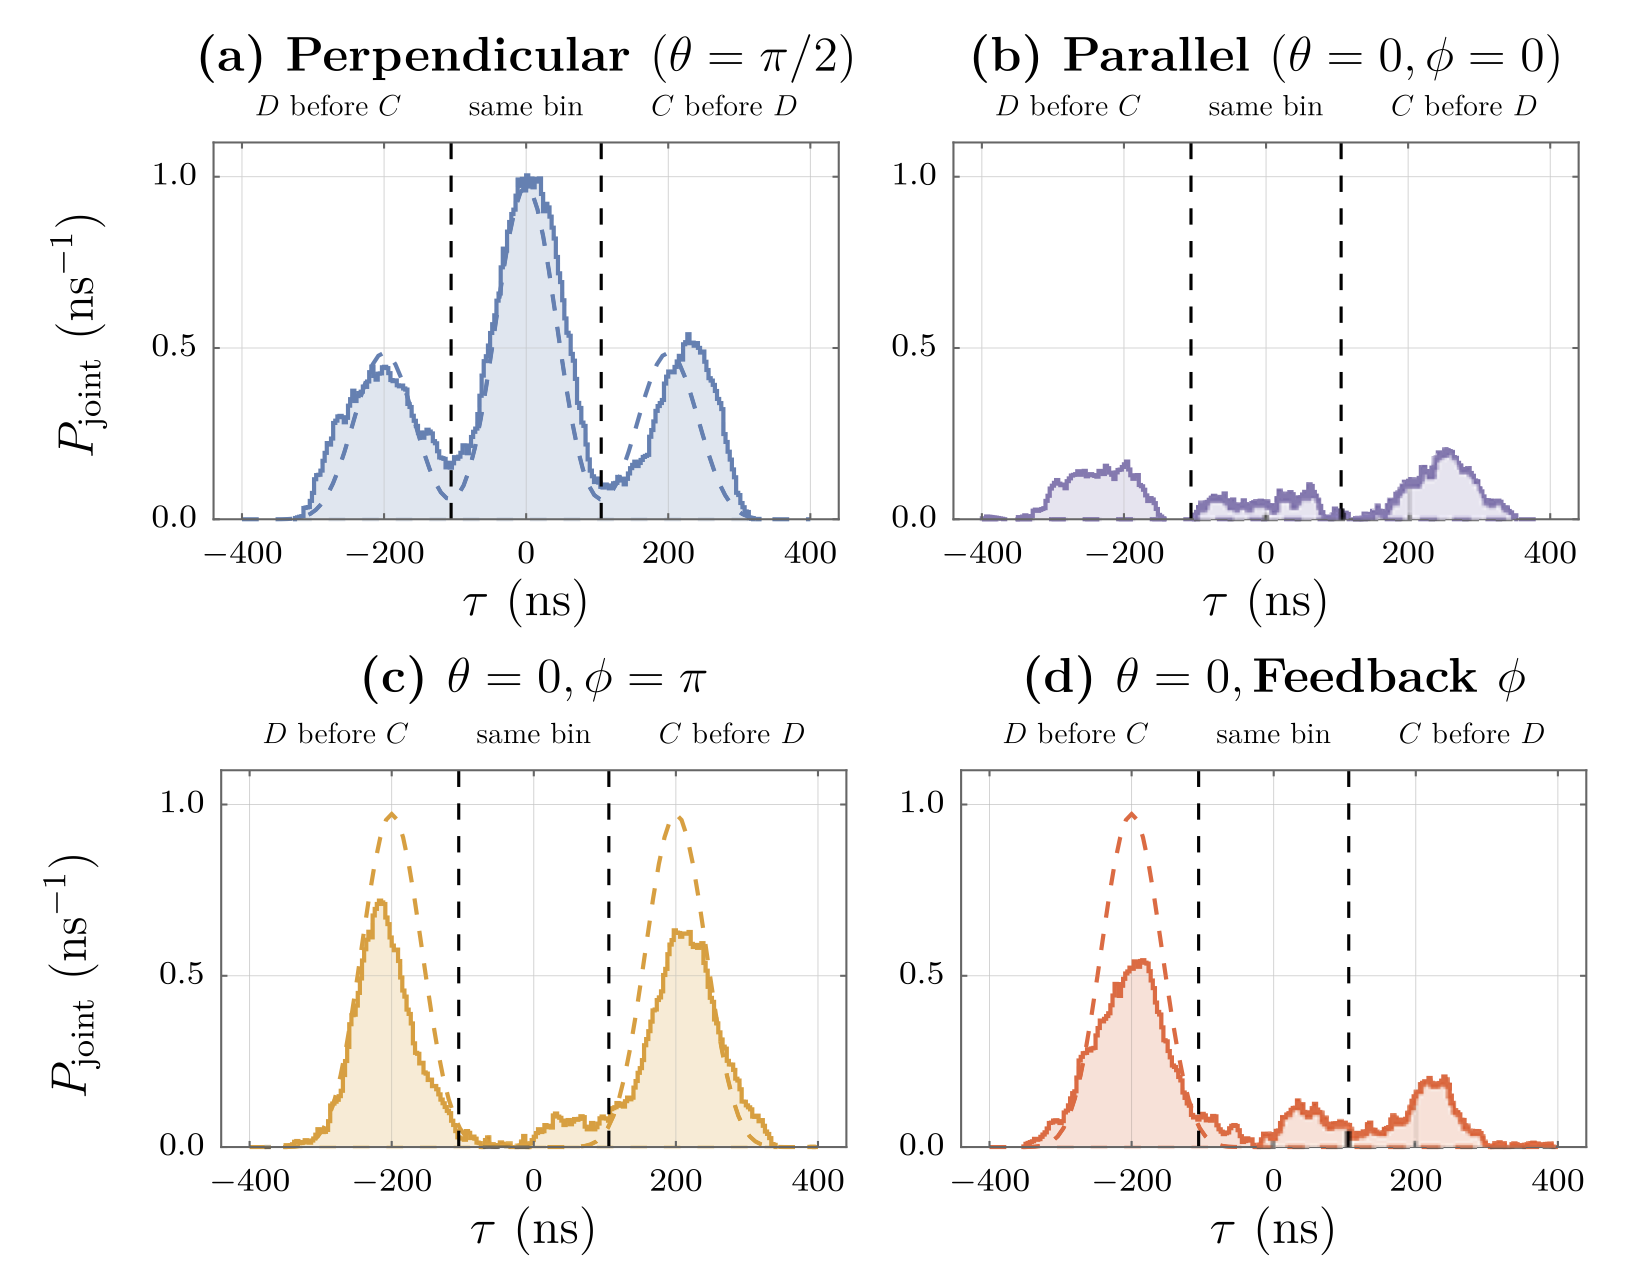 (a) Perpendicular (θ = π/2)
D before C same bin C before D
1.0
0.5
0.0
P_joint (ns⁻¹)
−400 −200 0 200 400
τ (ns)
(b) Parallel (θ = 0, ϕ = 0)
D before C same bin C before D
1.0
0.5
0.0
−400 −200 0 200 400
τ (ns)
(c) θ = 0, ϕ = π
D before C same bin C before D
1.0
0.5
0.0
P_joint (ns⁻¹)
−400 −200 0 200 400
τ (ns)
(d) θ = 0, Feedback ϕ
D before C same bin C before D
1.0
0.5
0.0
−400 −200 0 200 400
τ (ns)